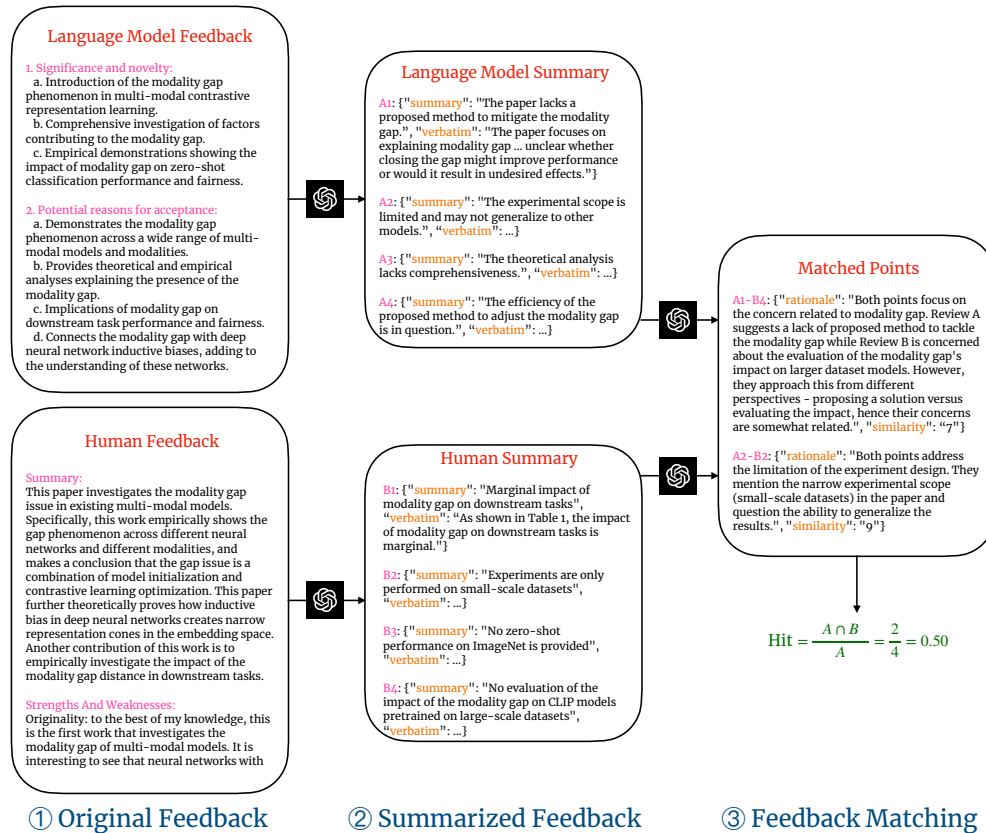 Language Model Feedback
1. Significance and novelty:
a. Introduction of the modality gap
phenomenon in multi-modal contrastive
representation learning.
b. Comprehensive investigation of factors
contributing to the modality gap.
c. Empirical demonstrations showing the
impact of modality gap on zero-shot
classification performance and fairness.
2. Potential reasons for acceptance:
a. Demonstrates the modality gap
phenomenon across a wide range of multi-
modal models and modalities.
b. Provides theoretical and empirical
analyses explaining the presence of the
modality gap.
c. Implications of modality gap on
downstream task performance and fairness.
d. Connects the modality gap with deep
neural network inductive biases, adding to
the understanding of these networks.
Human Feedback
Summary:
This paper investigates the modality gap
issue in existing multi-modal models.
Specifically, this work empirically shows the
gap phenomenon across different neural
networks and different modalities, and
makes a conclusion that the gap issue is a
combination of model initialization and
contrastive learning optimization. This paper
further theoretically proves how inductive
bias in deep neural networks creates narrow
representation cones in the embedding space.
Another contribution of this work is to
empirically investigate the impact of the
modality gap distance in downstream tasks.
Strengths And Weaknesses:
Originality: to the best of my knowledge, this
is the first work that investigates the
modality gap of multi-modal models. It is
interesting to see that neural networks with
① Original Feedback
Language Model Summary
A1: {"summary": "The paper lacks a
proposed method to mitigate the modality
gap.”, "verbatim": "The paper focuses on
explaining modality gap ... unclear whether
closing the gap might improve performance
or would it result in undesired effects.”}
A2: {"summary": "The experimental scope is
limited and may not generalize to other
models.”, “verbatim”: ...}
A3: {"summary": "The theoretical analysis
lacks comprehensiveness.”, “verbatim”: ...}
A4: {"summary": "The efficiency of the
proposed method to adjust the modality gap
is in question.”, “verbatim”: ...}
Human Summary
B1: {"summary": "Marginal impact of
modality gap on downstream tasks",
“verbatim”: “As shown in Table 1, the impact
of modality gap on downstream tasks is
marginal."}
B2: {"summary": "Experiments are only
performed on small-scale datasets",
“verbatim”: ...}
B3: {"summary": "No zero-shot
performance on ImageNet is provided",
"verbatim”: ...}
B4: {"summary": "No evaluation of the
impact of the modality gap on CLIP models
pretrained on large-scale datasets",
“verbatim”: ...}
② Summarized Feedback
Matched Points
A1-B4: {"rationale": "Both points focus on
the concern related to modality gap. Review A
suggests a lack of proposed method to tackle
the modality gap while Review B is concerned
about the evaluation of the modality gap's
impact on larger dataset models. However,
they approach this from different
perspectives - proposing a solution versus
evaluating the impact, hence their concerns
are somewhat related.", "similarity": “7”}
A2-B2: {"rationale": "Both points address
the limitation of the experiment design. They
mention the narrow experimental scope
(small-scale datasets) in the paper and
question the ability to generalize the
results.", "similarity": "9"}
Hit = A ∩ B / A = 2 / 4 = 0.50
③ Feedback Matching